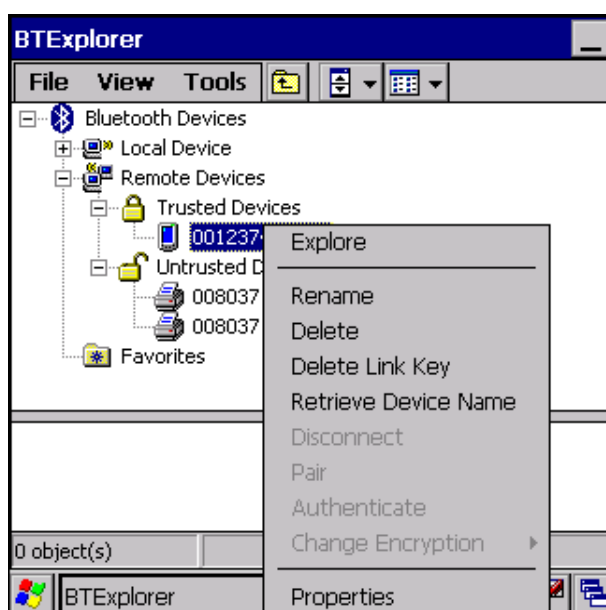 BTExplorer
File View Tools
Bluetooth Devices
Local Device
Remote Devices
Trusted Devices
001237
Untrusted D
008037
008037
Favorites
Explore
Rename
Delete
Delete Link Key
Retrieve Device Name
Disconnect
Pair
Authenticate
Change Encryption
Properties
0 object(s)
BTExplorer